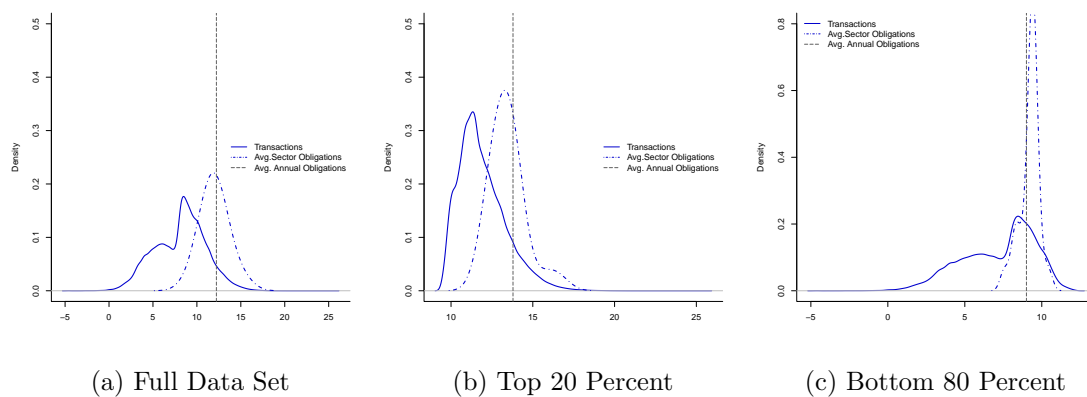 0.5
0.4
0.3
0.2
0.1
0.0
Density
Transactions
Avg.Sector Obligations
Avg. Annual Obligations
−5 0 5 10 15 20 25
(a) Full Data Set
0.5
0.4
0.3
0.2
0.1
0.0
Density
Transactions
Avg.Sector Obligations
Avg. Annual Obligations
10 15 20 25
(b) Top 20 Percent
0.8
0.6
0.4
0.2
0.0
Density
Transactions
Avg.Sector Obligations
Avg. Annual Obligations
−5 0 5 10
(c) Bottom 80 Percent